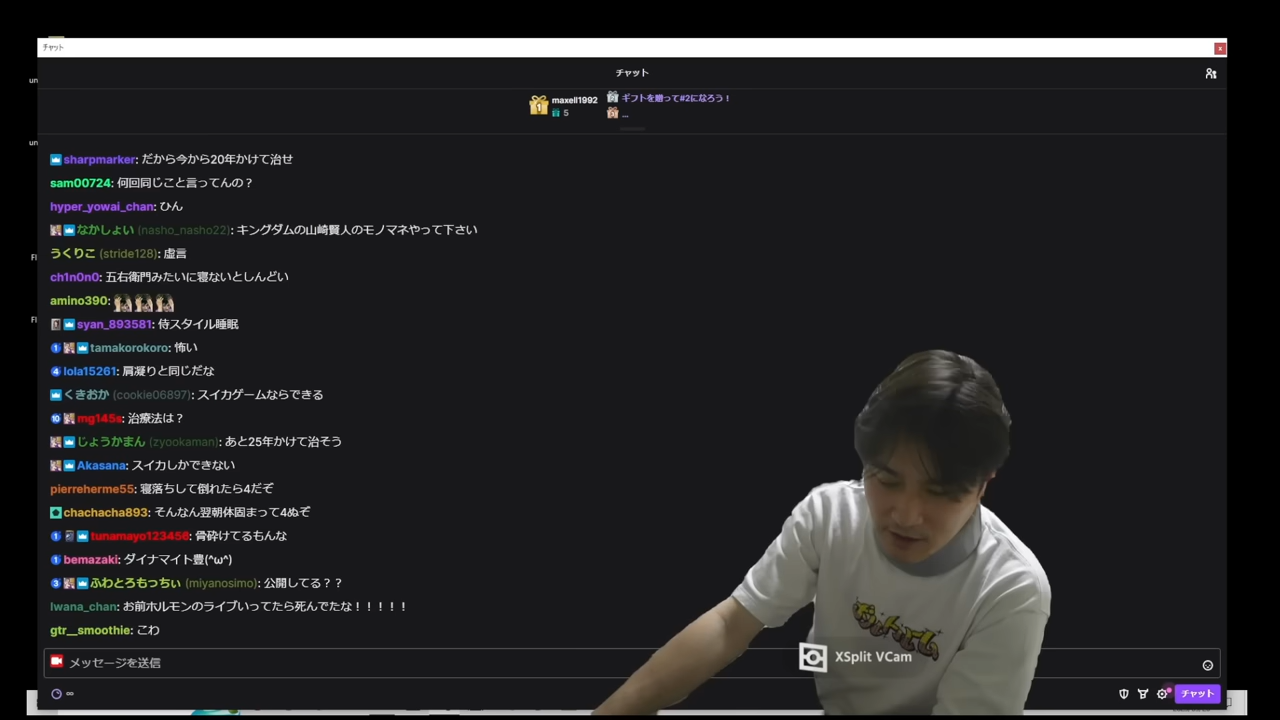 チャット
un
チャット
maxell1992
5
ギフトを贈って#2になろう！
...
sharpmarker: だから今から20年かけて治せ
un
sam00724: 何回同じこと言ってんの？
hyper_yowai_chan: ひん
なかしょい (nasho_nasho22): キングダムの山崎賢人のモノマネやって下さい
うくりこ (stride128): 虚言
ch1n0n0: 五右衛門みたいに寝ないとしんどい
amino390:
syan_893581: 侍スタイル睡眠
tamakorokoro: 怖い
lola15261: 肩凝りと同じだな
くきおか (cookie06897): スイカゲームならできる
mg145s: 治療法は？
じょうかまん (zyookaman): あと25年かけて治そう
Akasana: スイカしかできない
pierreherme55: 寝落ちして倒れたら4だぞ
chachacha893: そんなん翌朝体固まって4ぬぞ
tunamayo123456: 骨砕けてるもんな
bemazaki: ダイナマイト豊(^ω^)
ふわとろもっちぃ (miyanosimo): 公開してる？？
Iwana_chan: お前ホルモンのライブいってたら死んでたな！！！！！
gtr__smoothie: こわ
メッセージを送信
XSplit VCam
チャット